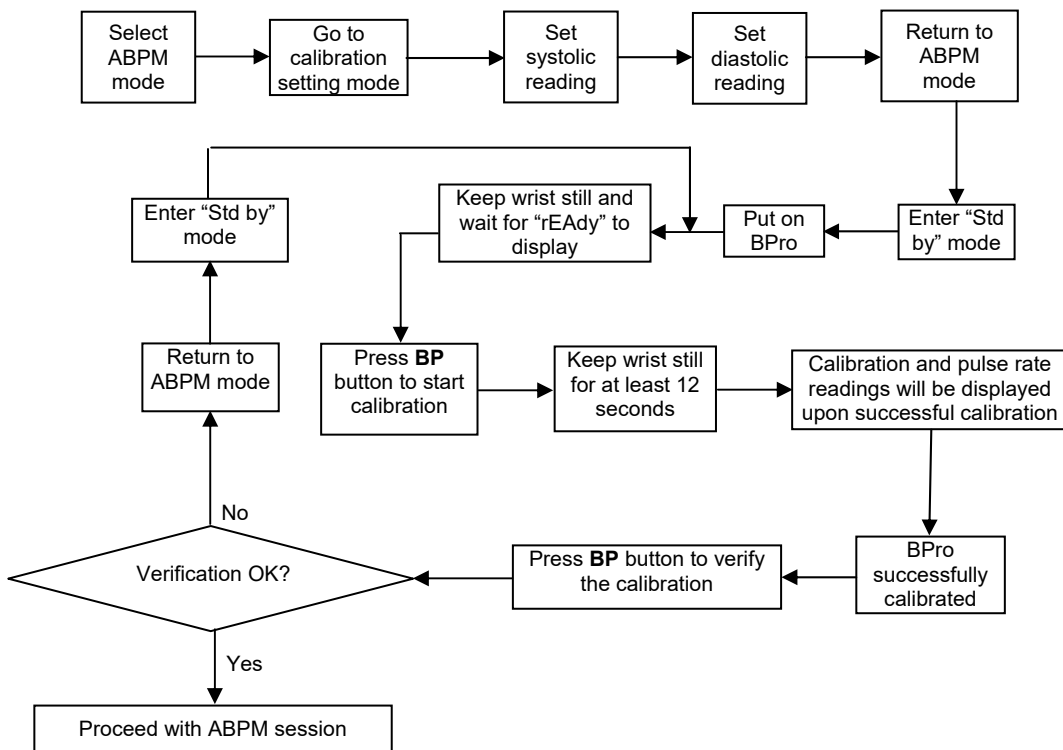 Select
ABPM
mode
Go to
calibration
setting mode
Set
systolic
reading
Set
diastolic
reading
Return to
ABPM
mode
Enter “Std
by” mode
Put on
BPro
Keep wrist still and
wait for “rEAdy” to
display
Press BP
button to start
calibration
Keep wrist still
for at least 12
seconds
Calibration and pulse rate
readings will be displayed
upon successful calibration
BPro
successfully
calibrated
Press BP button to verify
the calibration
Verification OK?
No
Return to
ABPM mode
Enter “Std by”
mode
Yes
Proceed with ABPM session